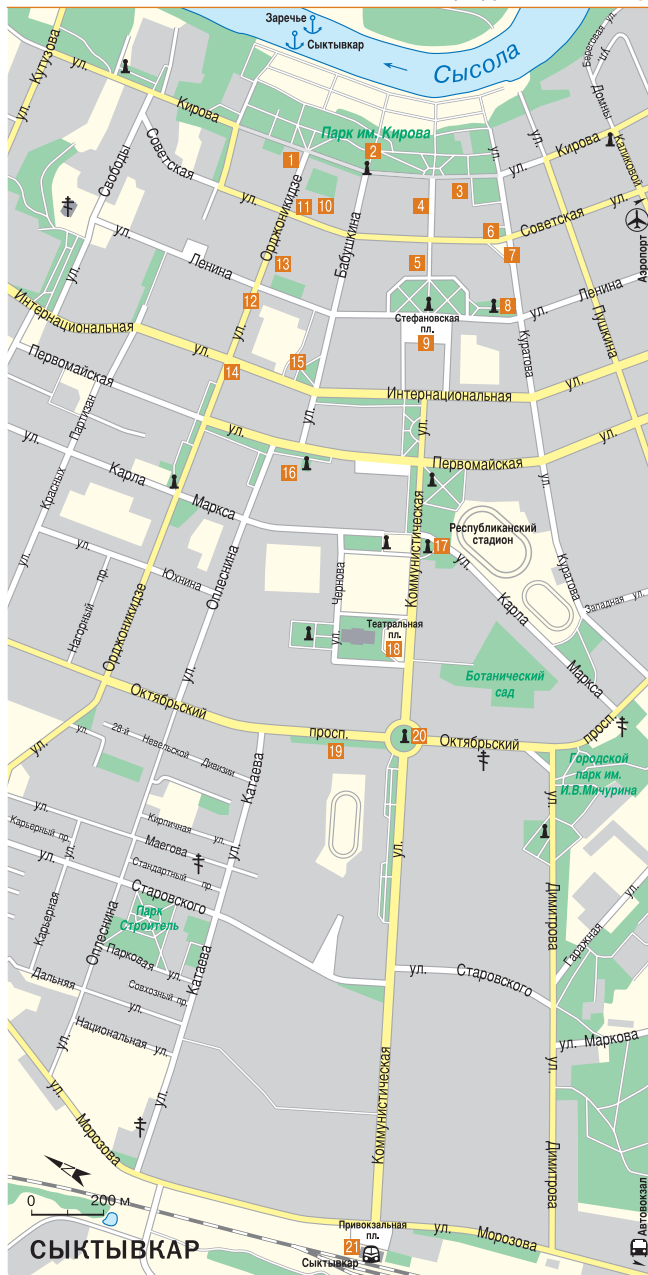 Заречье
Сыктывкар
Сысола
ул. Кутузова
ул. Кирова
Береговая ул.
ул. Домны Каликовой
Парк им. Кирова
ул. Кирова
1
2
3
4
Свободы ул.
Советская ул.
Орджоникидзе ул.
11
10
Бабушкина ул.
6
7
Советская ул.
Аэропорт
13
5
ул. Ленина
12
8
Стефановская
пл.
9
ул. Ленина
Интернациональная ул.
15
14
ул. Куратова
ул. Пушкина
Первомайская ул.
Интернациональная ул.
Красных Партизан ул.
16
Первомайская ул.
ул. Карла Маркса
17
Республиканский
стадион
ул. Коммунистическая
ул. Юхнина
Нагорный пр.
Оплеснина ул.
Чернова ул.
ул. Карла Маркса
Куратова
Западная ул.
Театральная
пл.
18
Орджоникидзе ул.
Ботанический
сад
Октябрьский просп.
19
20
Октябрьский просп.
28-й Невельской Дивизии ул.
Городской
парк им.
И.В.Мичурина
Катаева ул.
Кирпичная ул.
Карьерный пр.
Маегова ул.
Стандартный пр.
ул. Старовского
Карьерная ул.
Парк
Строитель
Оплеснина ул.
Парковая ул.
Катаева ул.
ул. Димитрова
Гаражная ул.
Дальняя ул.
Совхозный пр.
Национальная ул.
ул. Старовского
ул. Маркова
ул. Коммунистическая
ул. Димитрова
ул. Морозова
N
0 200 м
СЫКТЫВКАР
Привокзальная
пл.
21
Сыктывкар
ул. Морозова
Автовокзал